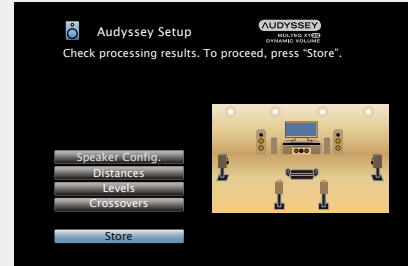 Audyssey Setup
AUDYSSEY
MULTEQ XT32
DYNAMIC VOLUME
Check processing results. To proceed, press “Store”.
Speaker Config.
Distances
Levels
Crossovers
Store